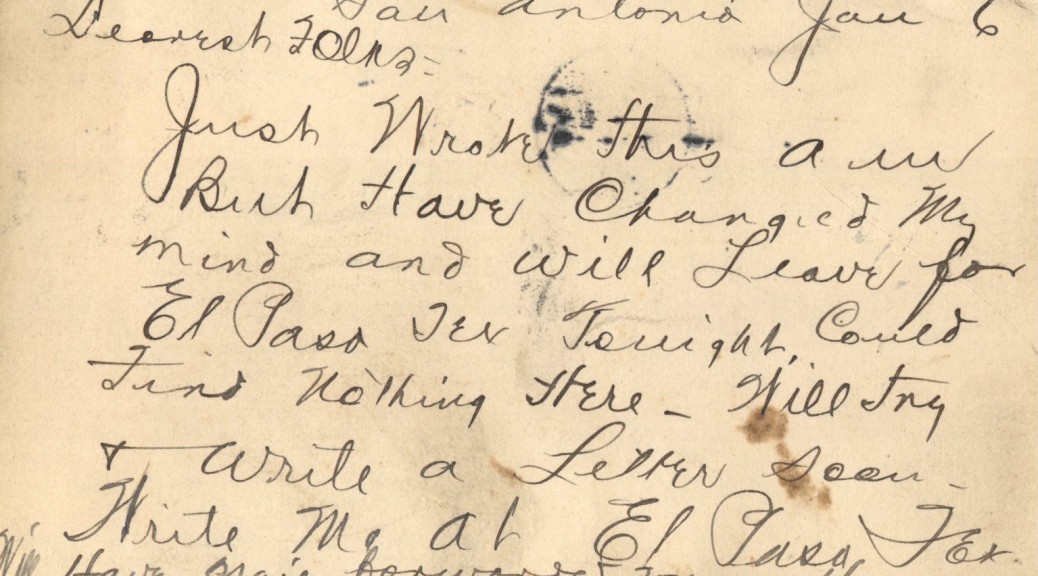 San Antonio Jan 6
Dearest Folks=
Just Wrote this a m
But Have Changed My
mind and will Leave for
El Paso Tex Tonight, Could
Find Nothing Here - Will Try
+ Write a Letter soon -
Write Me At El Paso, Tex.
Will Have mail forwarded